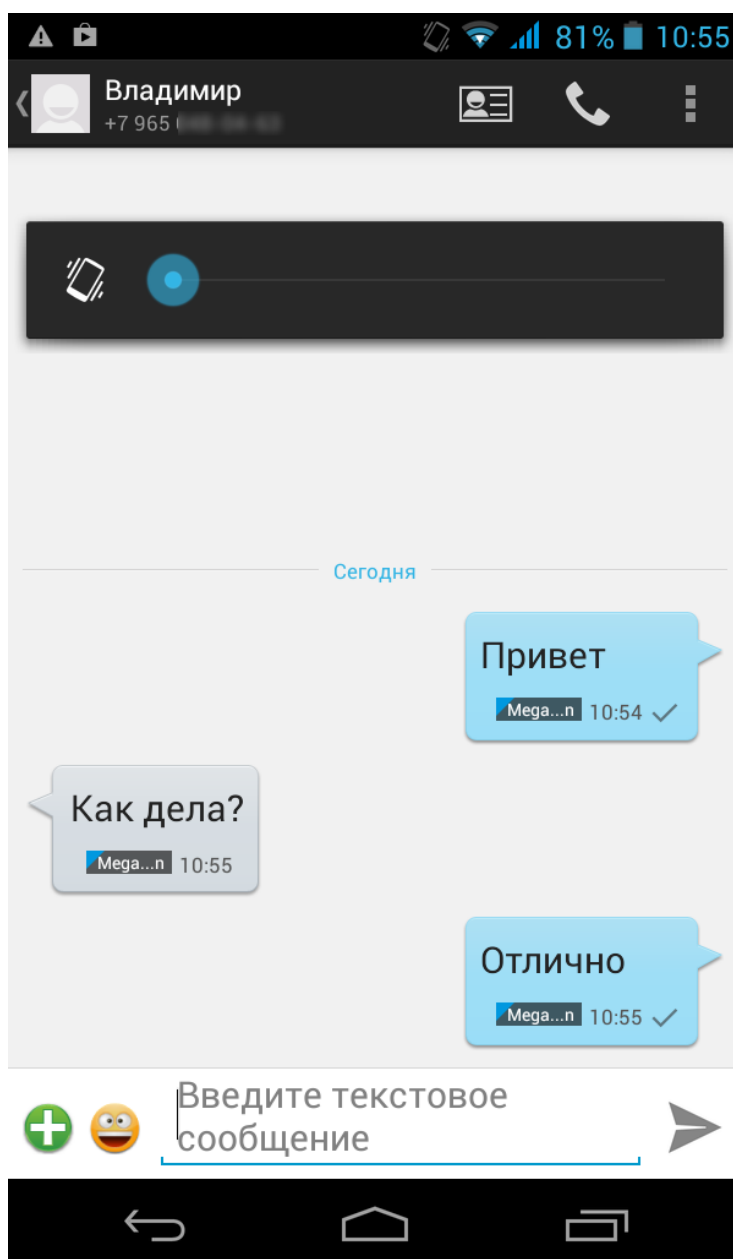 81% 10:55
Владимир
+7 965
Сегодня
Привет
Mega...n 10:54
Как дела?
Mega...n 10:55
Отлично
Mega...n 10:55
Введите текстовое
сообщение